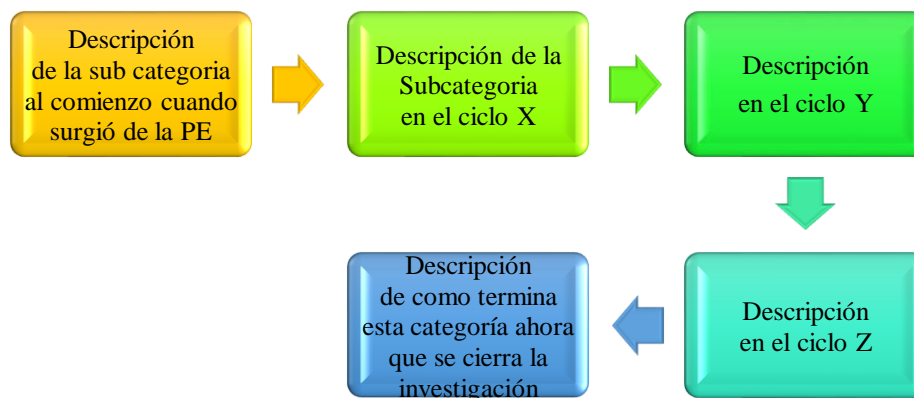 Descripción
de la sub categoria
al comienzo cuando
surgió de la PE
Descripción de la
Subcategoria
en el ciclo X
Descripción
en el ciclo Y
Descripción
en el ciclo Z
Descripción
de como termina
esta categoría ahora
que se cierra la
investigación